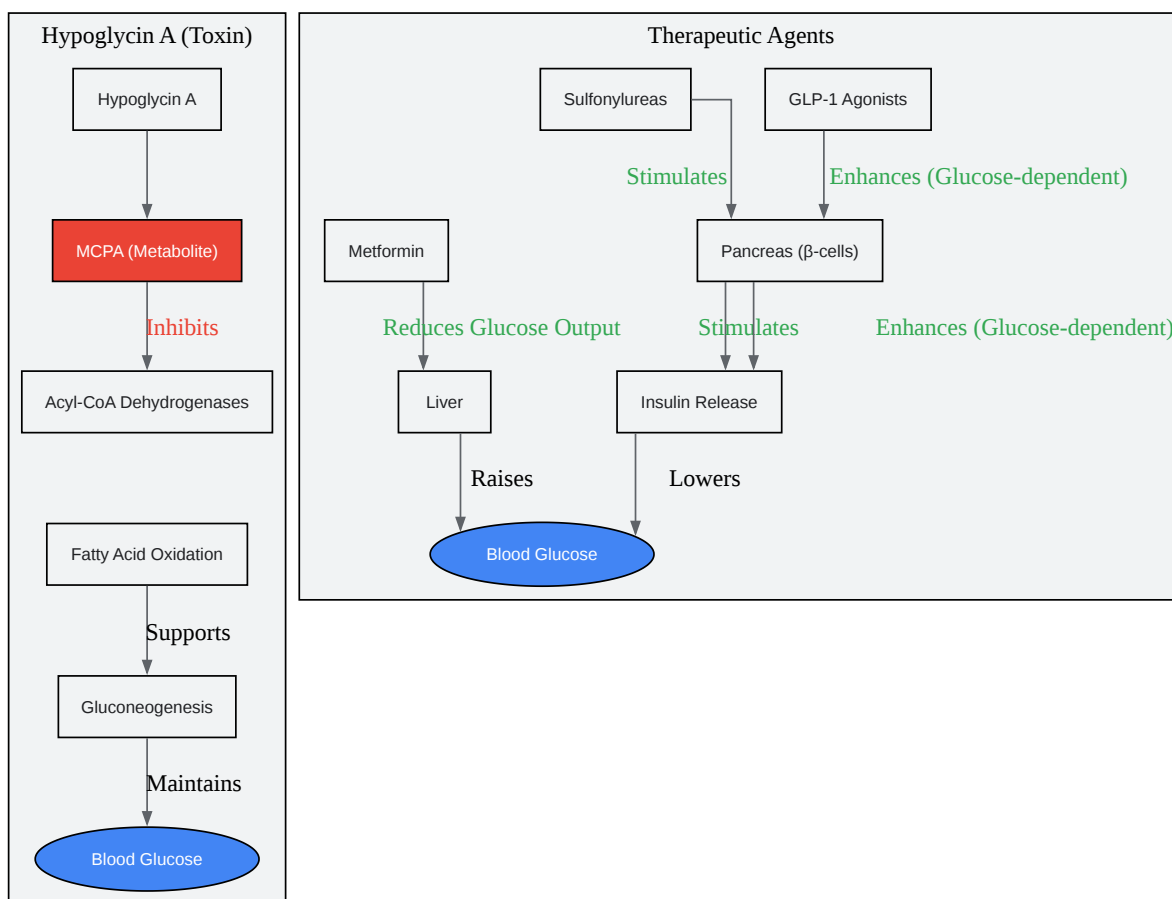 Hypoglycin A (Toxin)
Hypoglycin A
MCPA (Metabolite)
Inhibits
Acyl-CoA Dehydrogenases
Fatty Acid Oxidation
Supports
Gluconeogenesis
Maintains
Blood Glucose
Therapeutic Agents
Sulfonylureas
GLP-1 Agonists
Stimulates
Enhances (Glucose-dependent)
Metformin
Pancreas (β-cells)
Reduces Glucose Output
Stimulates
Enhances (Glucose-dependent)
Liver
Insulin Release
Raises
Lowers
Blood Glucose